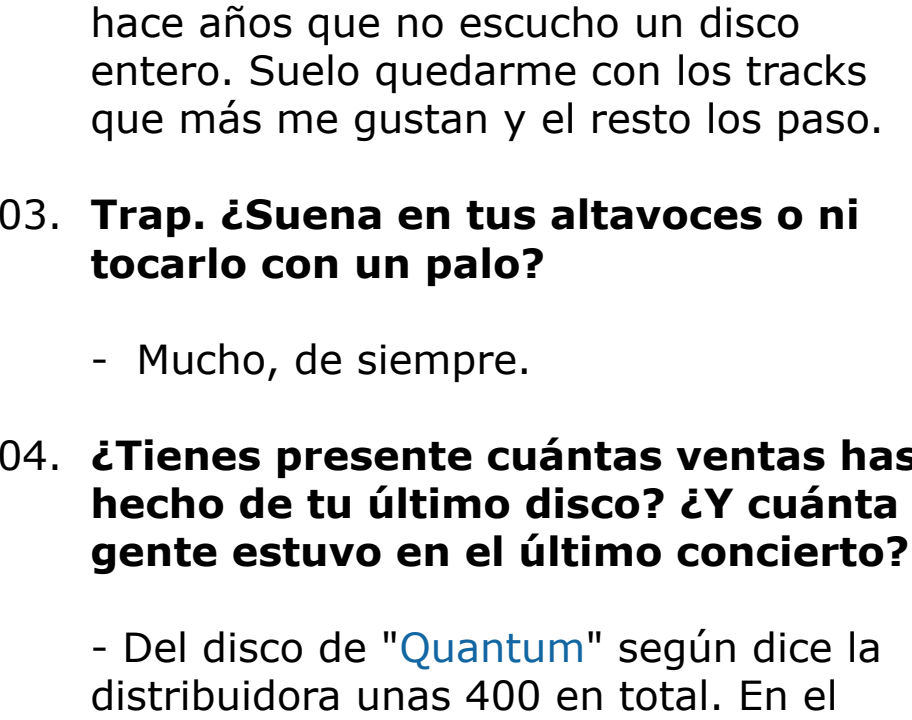 hace años que no escucho un disco
entero. Suelo quedarme con los tracks
que más me gustan y el resto los paso.
03. Trap. ¿Suena en tus altavoces o ni
tocarlo con un palo?
- Mucho, de siempre.
04. ¿Tienes presente cuántas ventas has
hecho de tu último disco? ¿Y cuánta
gente estuvo en el último concierto?
- Del disco de "Quantum" según dice la
distribuidora unas 400 en total. En el